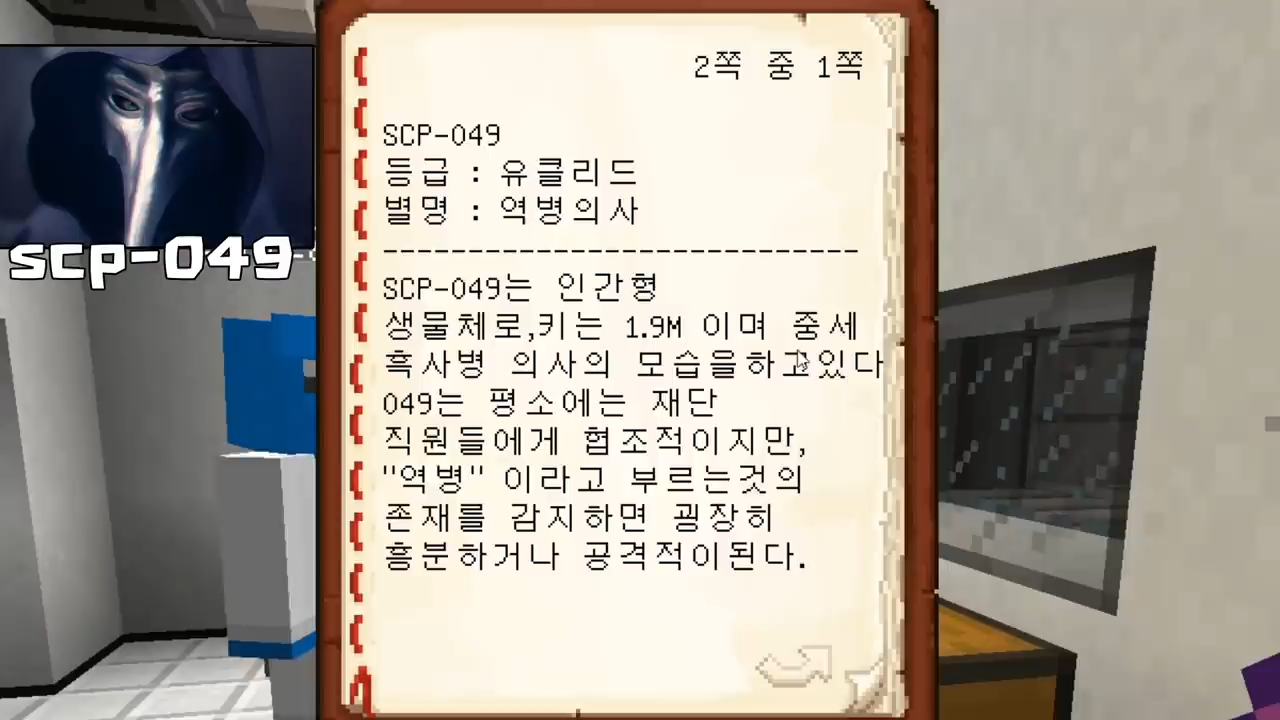 2쪽 중 1쪽
SCP-049
등급 : 유클리드
별명 : 역병의사
----------------------------
SCP-049는 인간형
생물체로,키는 1.9M 이며 중세
흑사병 의사의 모습을하고있다
049는 평소에는 재단
직원들에게 협조적이지만,
"역병" 이라고 부르는것의
존재를 감지하면 굉장히
흥분하거나 공격적이된다.
scp-049